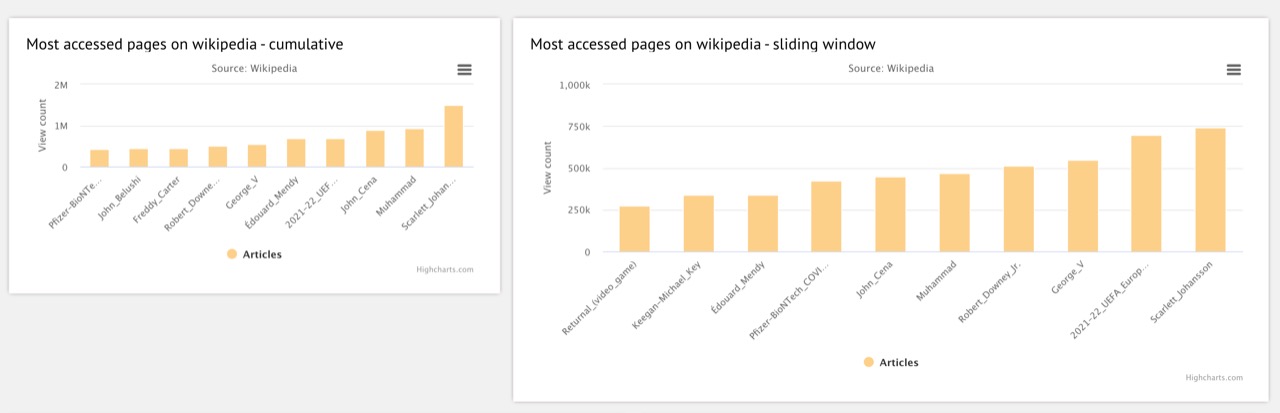 Most accessed pages on wikipedia - cumulative
Source: Wikipedia
View count
2M
1M
0
Pfizer-BioNTe...
John_Belushi
Freddy_Carter
Robert_Downe...
George_V
Édouard_Mendy
2021–22_UEF...
John_Cena
Muhammad
Scarlett_Johan...
Articles
Highcharts.com
Most accessed pages on wikipedia - sliding window
Source: Wikipedia
View count
1,000k
750k
500k
250k
0
Returnal_(video_game)
Keegan-Michael_Key
Édouard_Mendy
Pfizer-BioNTech_COVI...
John_Cena
Muhammad
Robert_Downey_Jr.
George_V
2021–22_UEFA_Europ...
Scarlett_Johansson
Articles
Highcharts.com